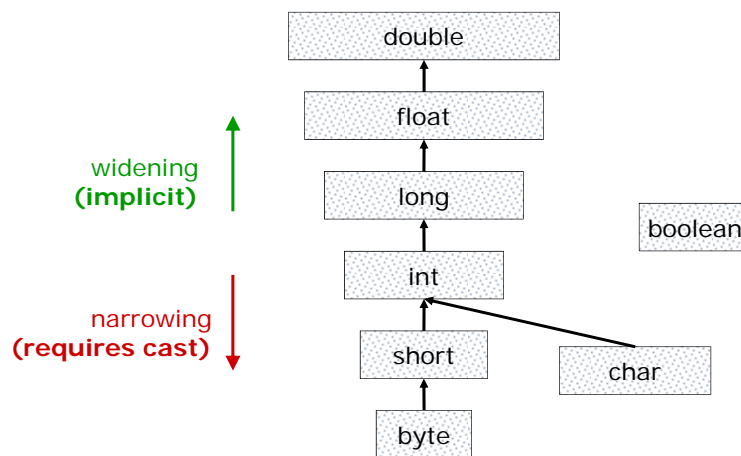 double
float
widening
(implicit)
long
boolean
int
narrowing
(requires cast)
short
char
byte